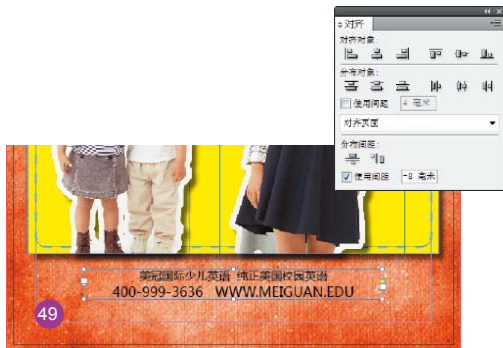 对齐
对齐对象:
分布对象:
使用间距 4 毫米
对齐页面
分布间距:
使用间距 -8 毫米
美冠国际少儿英语 纯正美国校园英语
400-999-3636 WWW.MEIGUAN.EDU
49